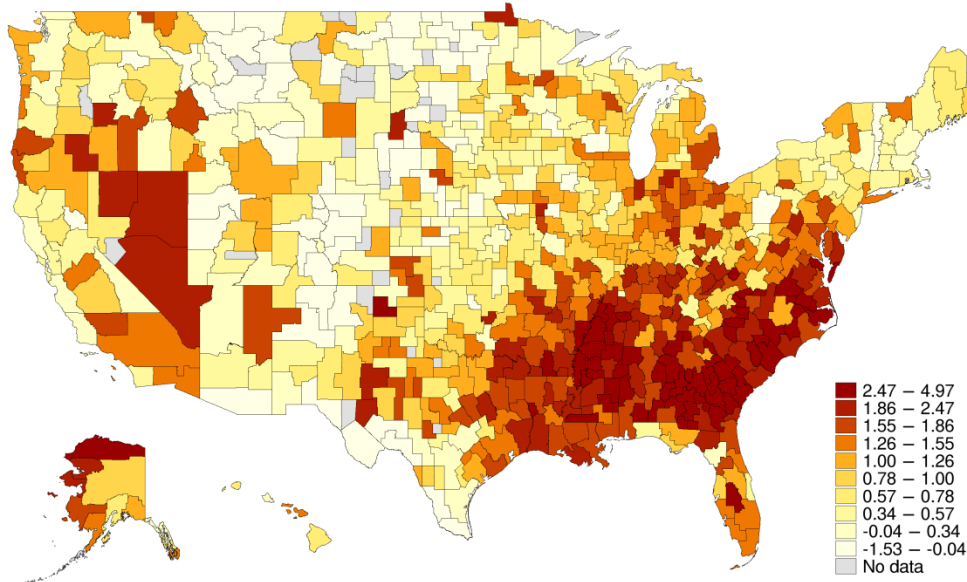 2.47 – 4.97
1.86 – 2.47
1.55 – 1.86
1.26 – 1.55
1.00 – 1.26
0.78 – 1.00
0.57 – 0.78
0.34 – 0.57
-0.04 – 0.34
-1.53 – -0.04
No data